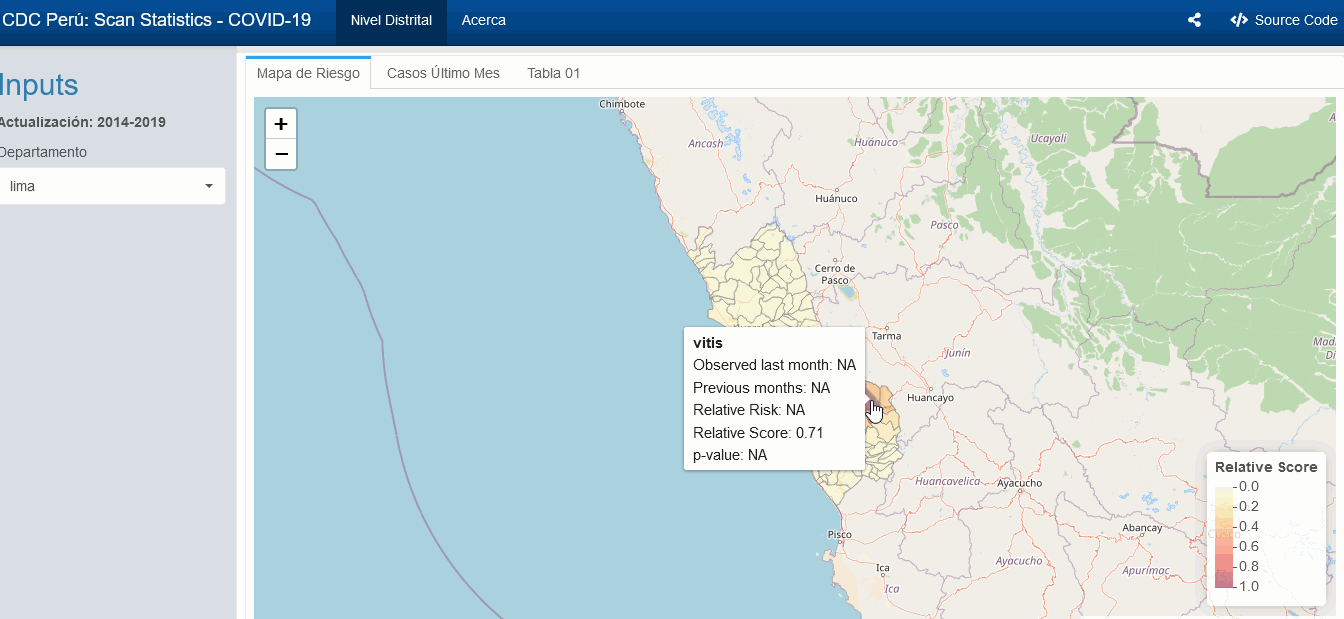 CDC Perú: Scan Statistics - COVID-19
Nivel Distrital
Acerca
Source Code
Inputs
Actualización: 2014-2019
Departamento
lima
Mapa de Riesgo
Casos Último Mes
Tabla 01
+
−
Chimbote
Ancash
Huánuco
Ucayali
Huánuco
Pasco
Cerro de
Pasco
Tarma
Junín
Huancayo
vitis
Observed last month: NA
Previous months: NA
Relative Risk: NA
Relative Score: 0.71
p-value: NA
Huancavelica
Ayacucho
Pisco
Abancay
Ica
Ica
Ayacucho
Apurímac
Relative Score
0.0
0.2
0.4
0.6
0.8
1.0